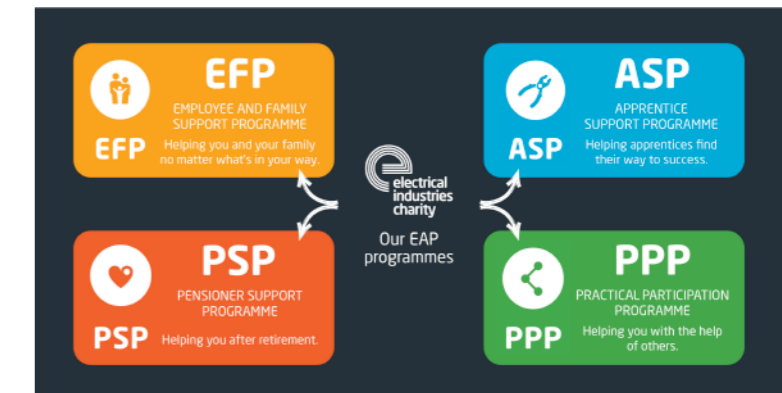 EFP
EMPLOYEE AND FAMILY
SUPPORT PROGRAMME
EFP
Helping you and your family
no matter what's in your way.
ASP
APPRENTICE
SUPPORT PROGRAMME
ASP
Helping apprentices find
their way to success.
electrical
industries
charity
Our EAP
programmes
PSP
PENSIONER SUPPORT
PROGRAMME
PSP
Helping you after retirement.
PPP
PRACTICAL PARTICIPATION
PROGRAMME
PPP
Helping you with the help
of others.